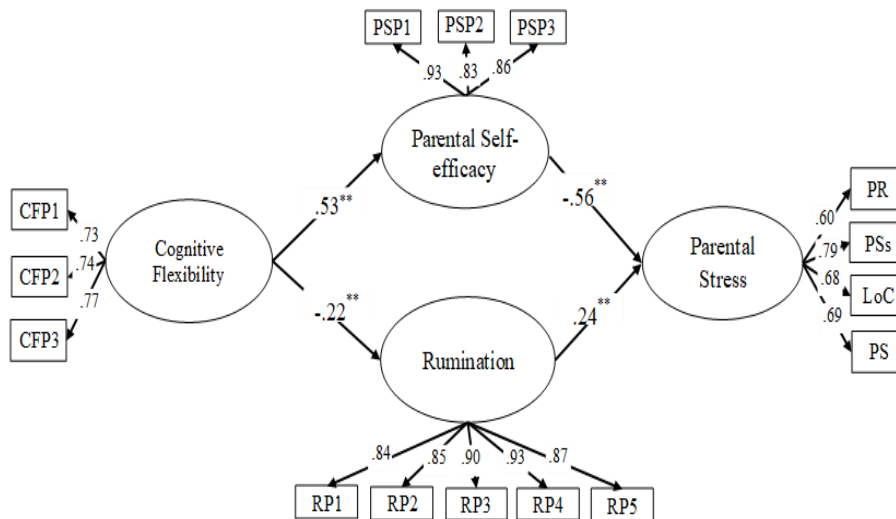 PSP1
PSP2
PSP3
.93
.83
.86
Parental Self-
efficacy
.53**
-.56**
CFP1
CFP2
CFP3
.73
.74
.77
Cognitive
Flexibility
Parental
Stress
.60
.79
.68
.69
PR
PSs
LoC
PS
-.22**
.24**
Rumination
.84
.85
.90
.93
.87
RP1
RP2
RP3
RP4
RP5